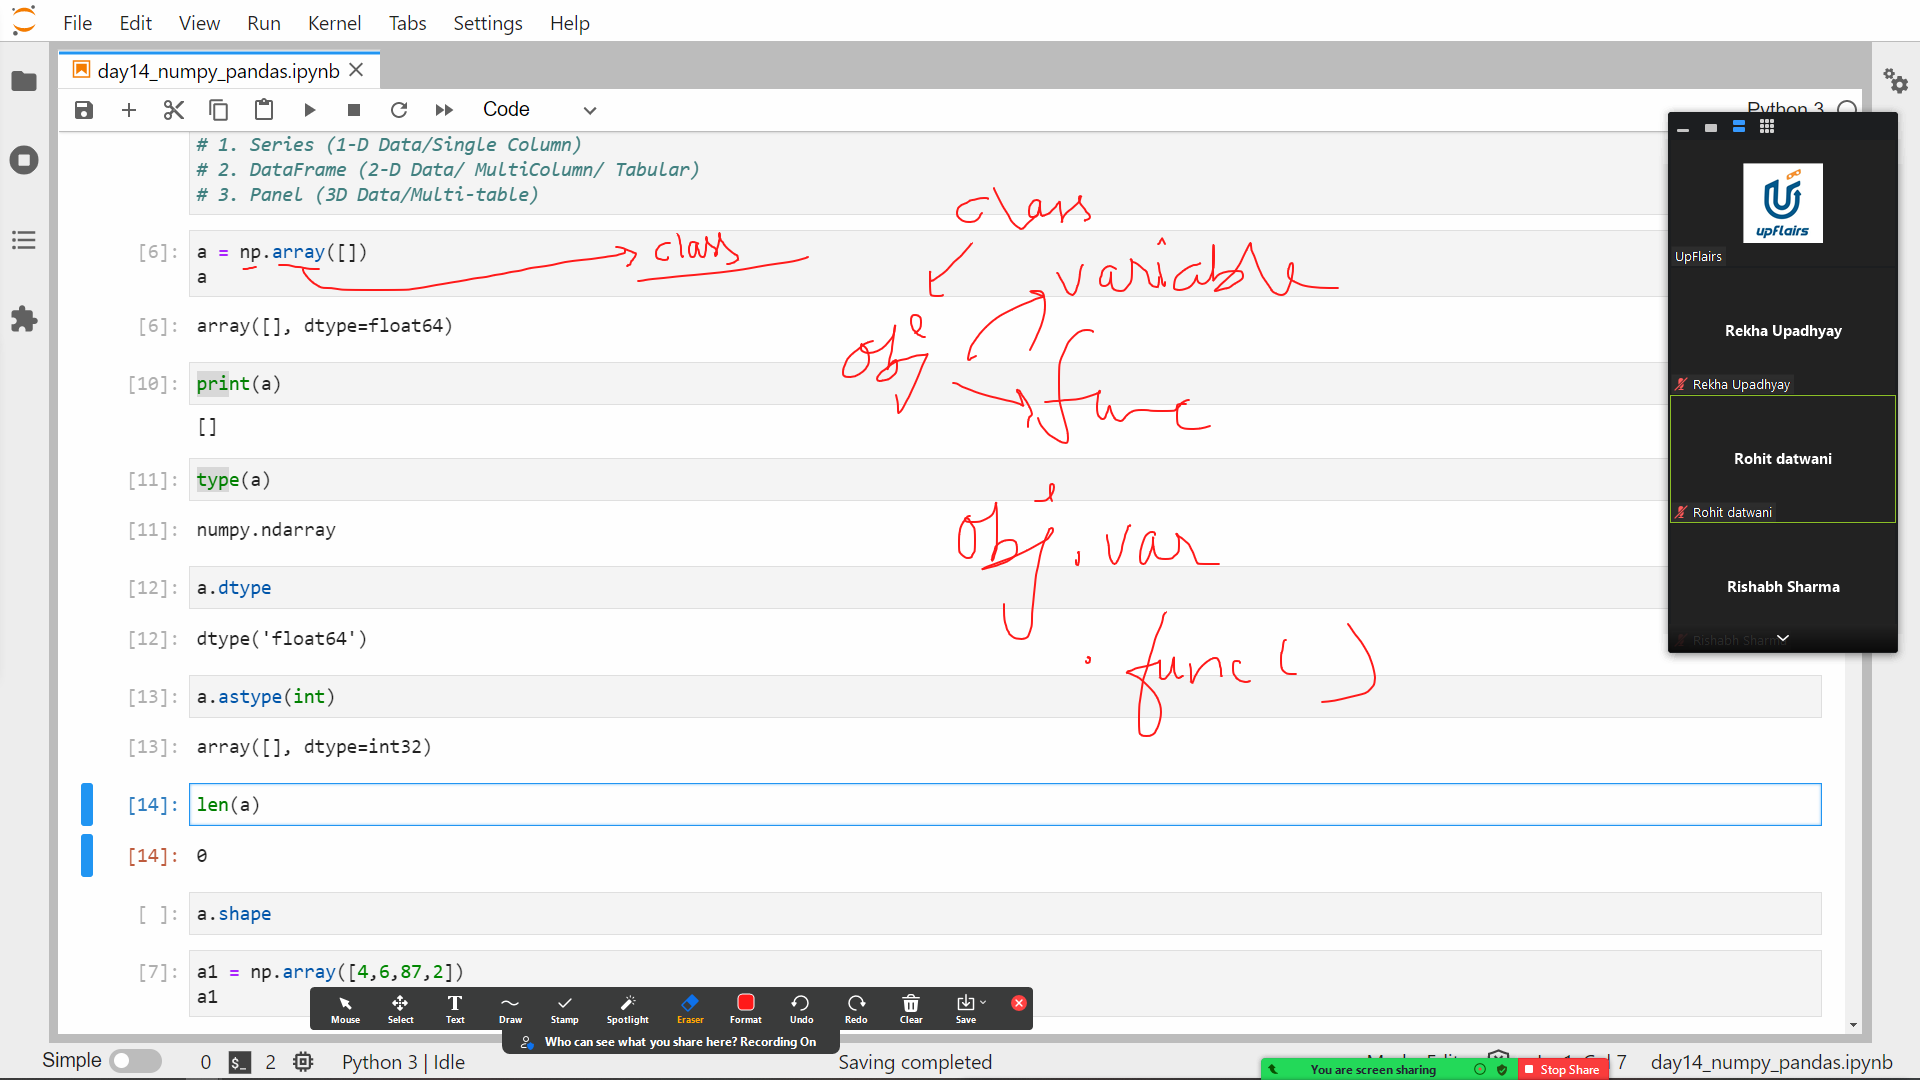 File Edit View Run Kernel Tabs Settings Help
day14_numpy_pandas.ipynb
Code
Python 3
# 1. Series (1-D Data/Single Column)
# 2. DataFrame (2-D Data/ MultiColumn/ Tabular)
# 3. Panel (3D Data/Multi-table)
class
[6]: a = np.array([])
a
class
variable
[6]: array([], dtype=float64)
obj
func
[10]: print(a)
[]
[11]: type(a)
[11]: numpy.ndarray
obj.var
[12]: a.dtype
[12]: dtype('float64')
.func()
[13]: a.astype(int)
[13]: array([], dtype=int32)
[14]: len(a)
[14]: 0
[ ]: a.shape
[7]: a1 = np.array([4,6,87,2])
a1
upflairs
UpFlairs
Rekha Upadhyay
Rekha Upadhyay
Rohit datwani
Rohit datwani
Rishabh Sharma
Rishabh Sharma
Mouse Select Text Draw Stamp Spotlight Eraser Format Undo Redo Clear Save
Who can see what you share here? Recording On
Simple 0 $_ 2 Python 3 | Idle Saving completed 7 day14_numpy_pandas.ipynb
You are screen sharing Stop Share